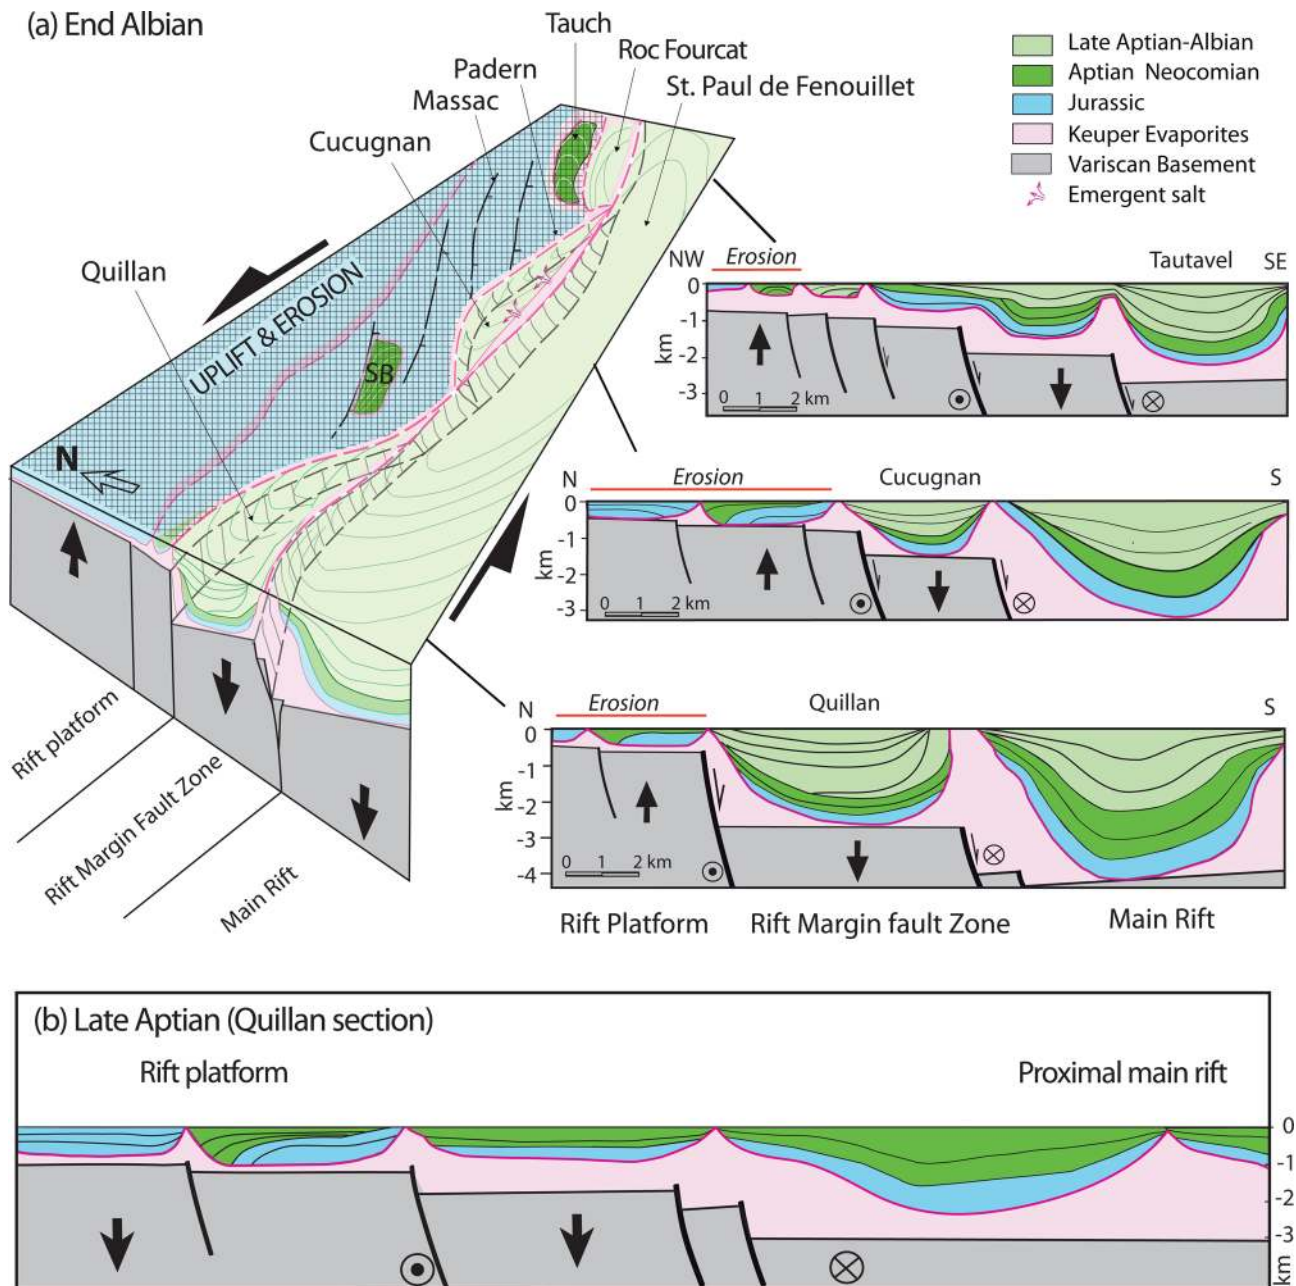 (a) End Albian
Tauch
Roc Fourcat
Padern
Massac
St. Paul de Fenouillet
Cucugnan
Quillan
UPLIFT & EROSION
SB
N
Rift platform
Rift Margin Fault Zone
Main Rift
Late Aptian-Albian
Aptian Neocomian
Jurassic
Keuper Evaporites
Variscan Basement
Emergent salt
NW Erosion Tautavel SE
0
-1
km
-2
-3
0 1 2 km
N Erosion Cucugnan S
0
-1
km
-2
-3
0 1 2 km
N Erosion Quillan S
0
-1
km
-2
-3
-4
0 1 2 km
Rift Platform Rift Margin fault Zone Main Rift
(b) Late Aptian (Quillan section)
Rift platform Proximal main rift
0
-1
-2
-3
km